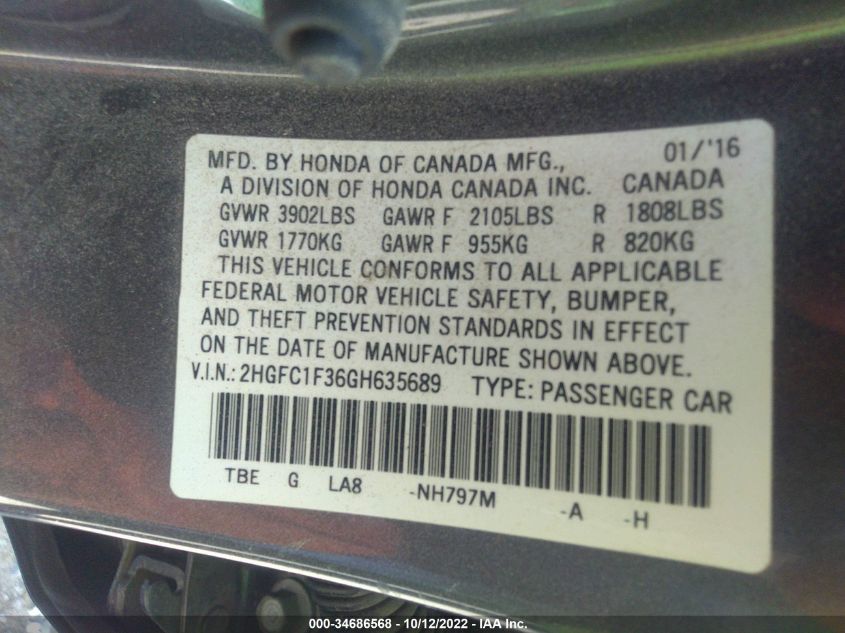 MFD. BY HONDA OF CANADA MFG., 01/'16
A DIVISION OF HONDA CANADA INC. CANADA
GVWR 3902LBS GAWR F 2105LBS R 1808LBS
GVWR 1770KG GAWR F 955KG R 820KG
THIS VEHICLE CONFORMS TO ALL APPLICABLE
FEDERAL MOTOR VEHICLE SAFETY, BUMPER,
AND THEFT PREVENTION STANDARDS IN EFFECT
ON THE DATE OF MANUFACTURE SHOWN ABOVE.
V.I.N.: 2HGFC1F36GH635689 TYPE: PASSENGER CAR
TBE G LA8 -NH797M -A -H
000-34686568 - 10/12/2022 - IAA Inc.